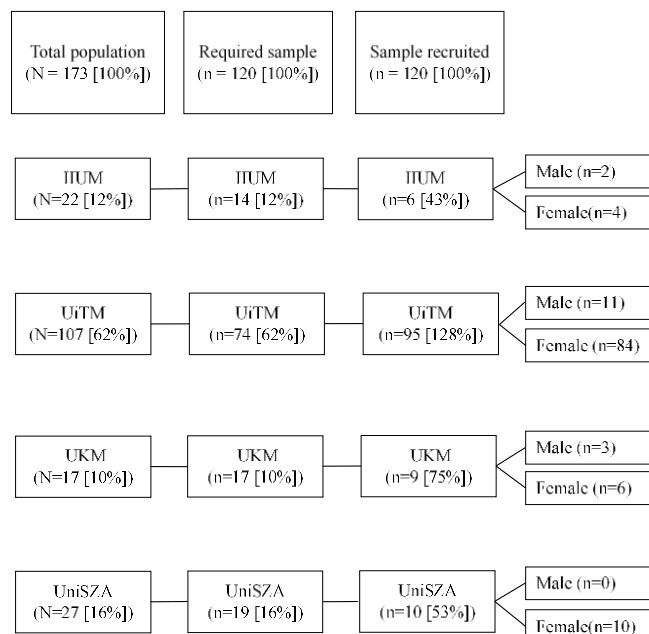 Total population
(N = 173 [100%])
Required sample
(n = 120 [100%])
Sample recruited
(n = 120 [100%])
IIUM
(N=22 [12%])
IIUM
(n=14 [12%])
IIUM
(n=6 [43%])
Male (n=2)
Female(n=4)
UiTM
(N=107 [62%])
UiTM
(n=74 [62%])
UiTM
(n=95 [128%])
Male (n=11)
Female (n=84)
UKM
(N=17 [10%])
UKM
(n=17 [10%])
UKM
(n=9 [75%])
Male (n=3)
Female (n=6)
UniSZA
(N=27 [16%])
UniSZA
(n=19 [16%])
UniSZA
(n=10 [53%])
Male (n=0)
Female(n=10)